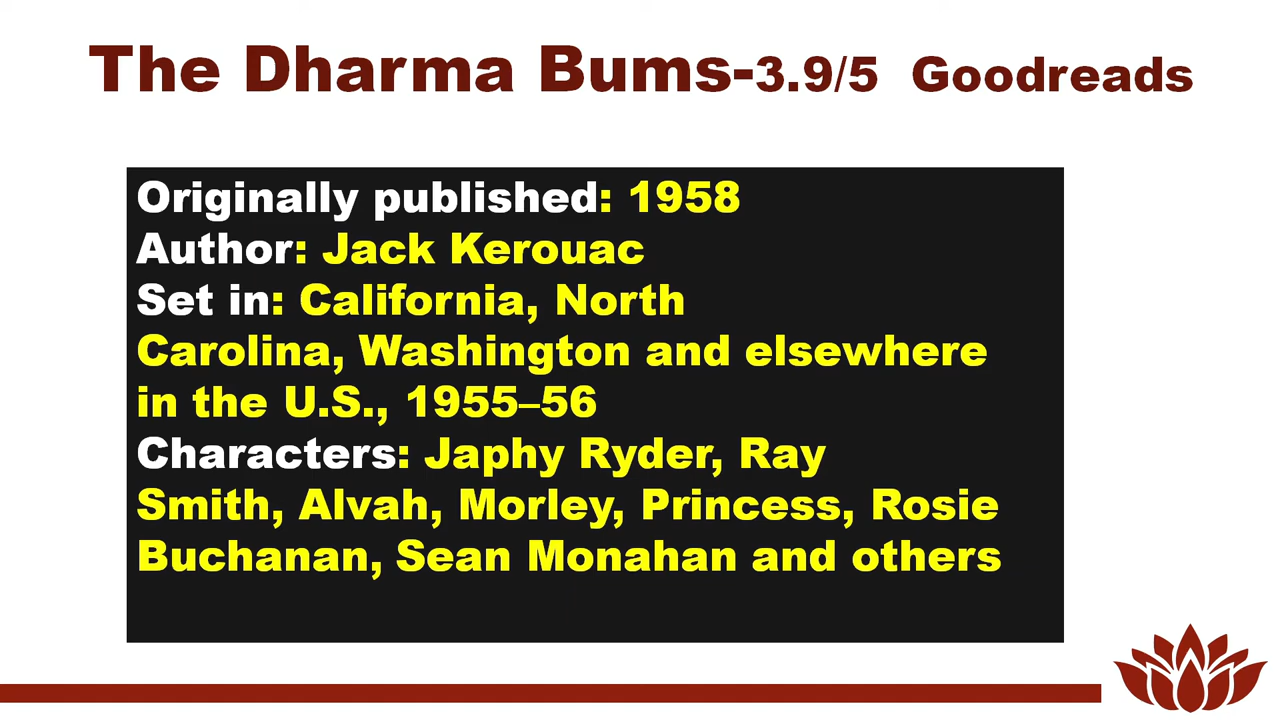 The Dharma Bums-3.9/5 Goodreads
Originally published: 1958
Author: Jack Kerouac
Set in: California, North
Carolina, Washington and elsewhere
in the U.S., 1955–56
Characters: Japhy Ryder, Ray
Smith, Alvah, Morley, Princess, Rosie
Buchanan, Sean Monahan and others